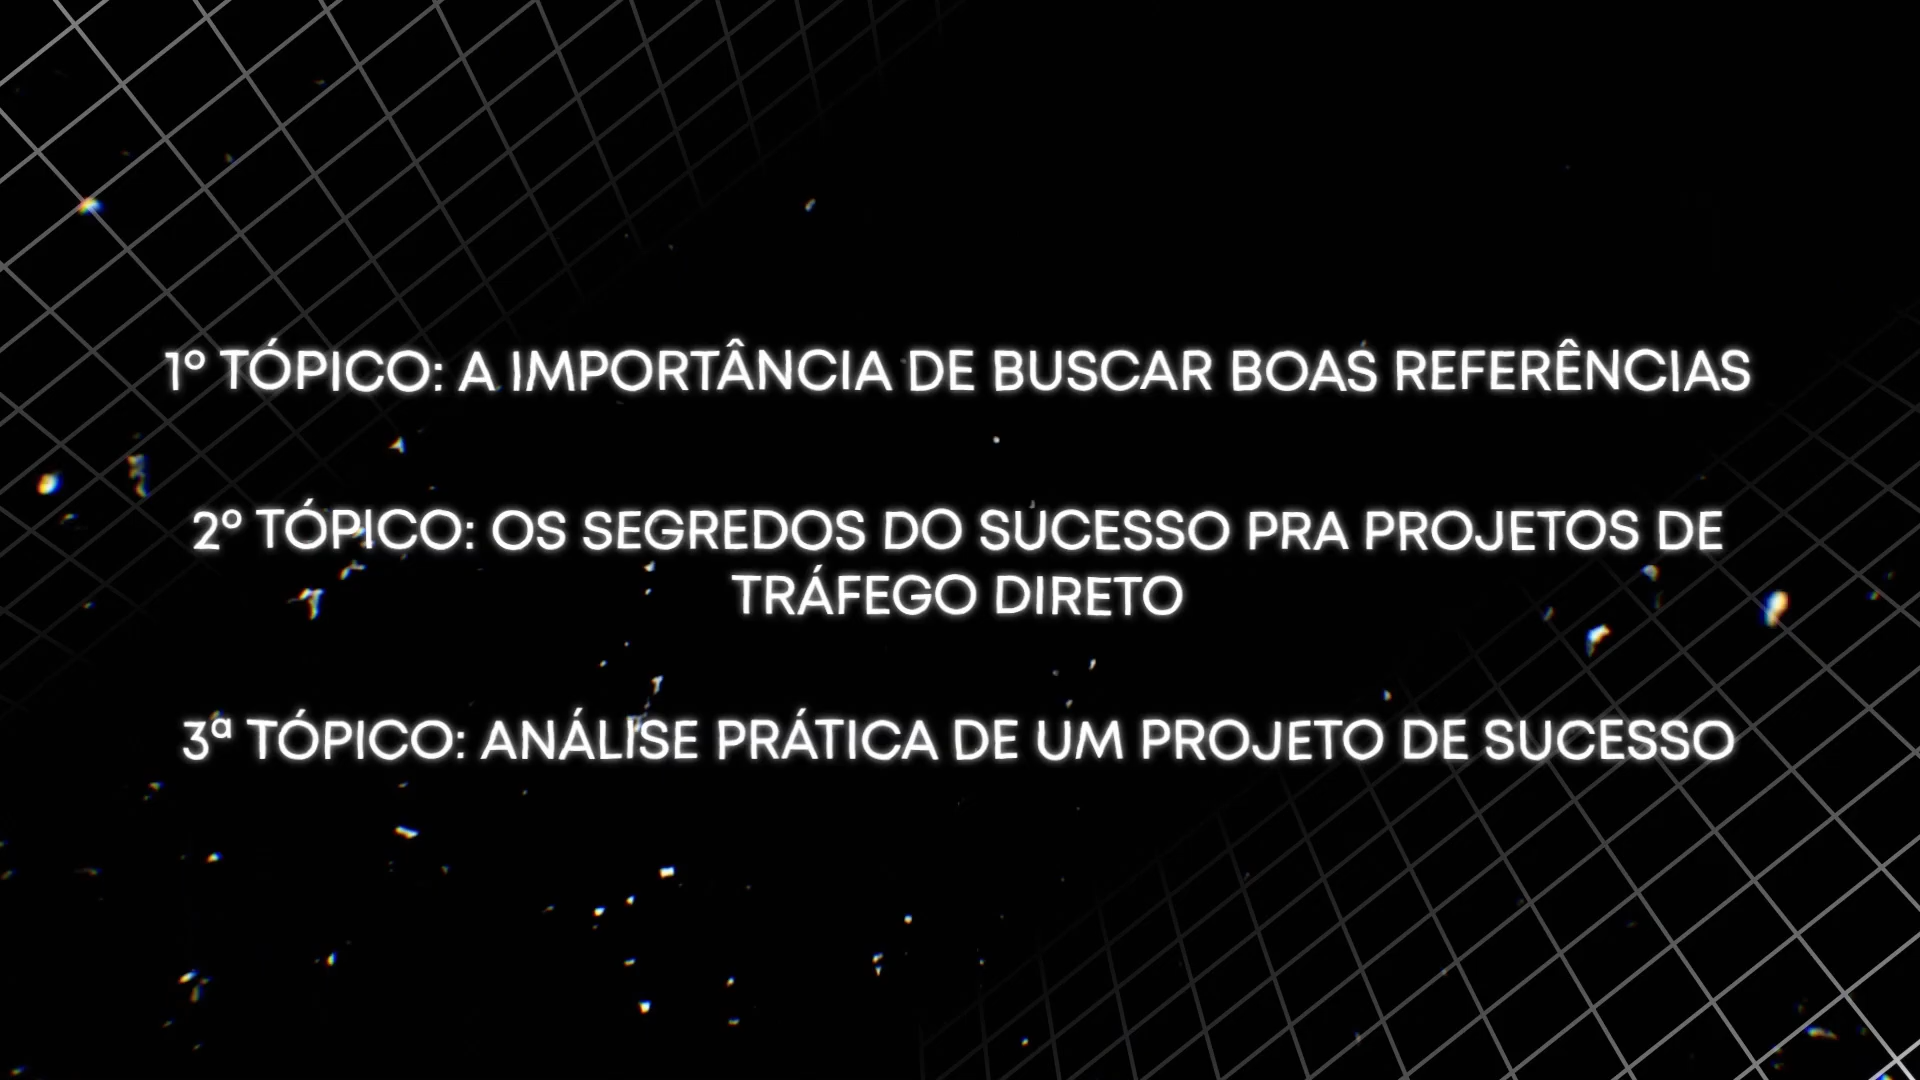 1º TÓPICO: A IMPORTÂNCIA DE BUSCAR BOAS REFERÊNCIAS
2º TÓPICO: OS SEGREDOS DO SUCESSO PRA PROJETOS DE
TRÁFEGO DIRETO
3ª TÓPICO: ANÁLISE PRÁTICA DE UM PROJETO DE SUCESSO